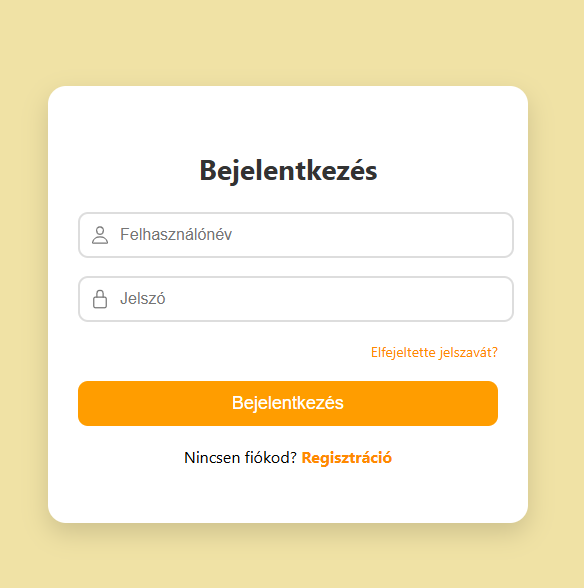 Bejelentkezés
Felhasználónév
Jelszó
Elfejeltette jelszavát?
Bejelentkezés
Nincsen fiókod? Regisztráció